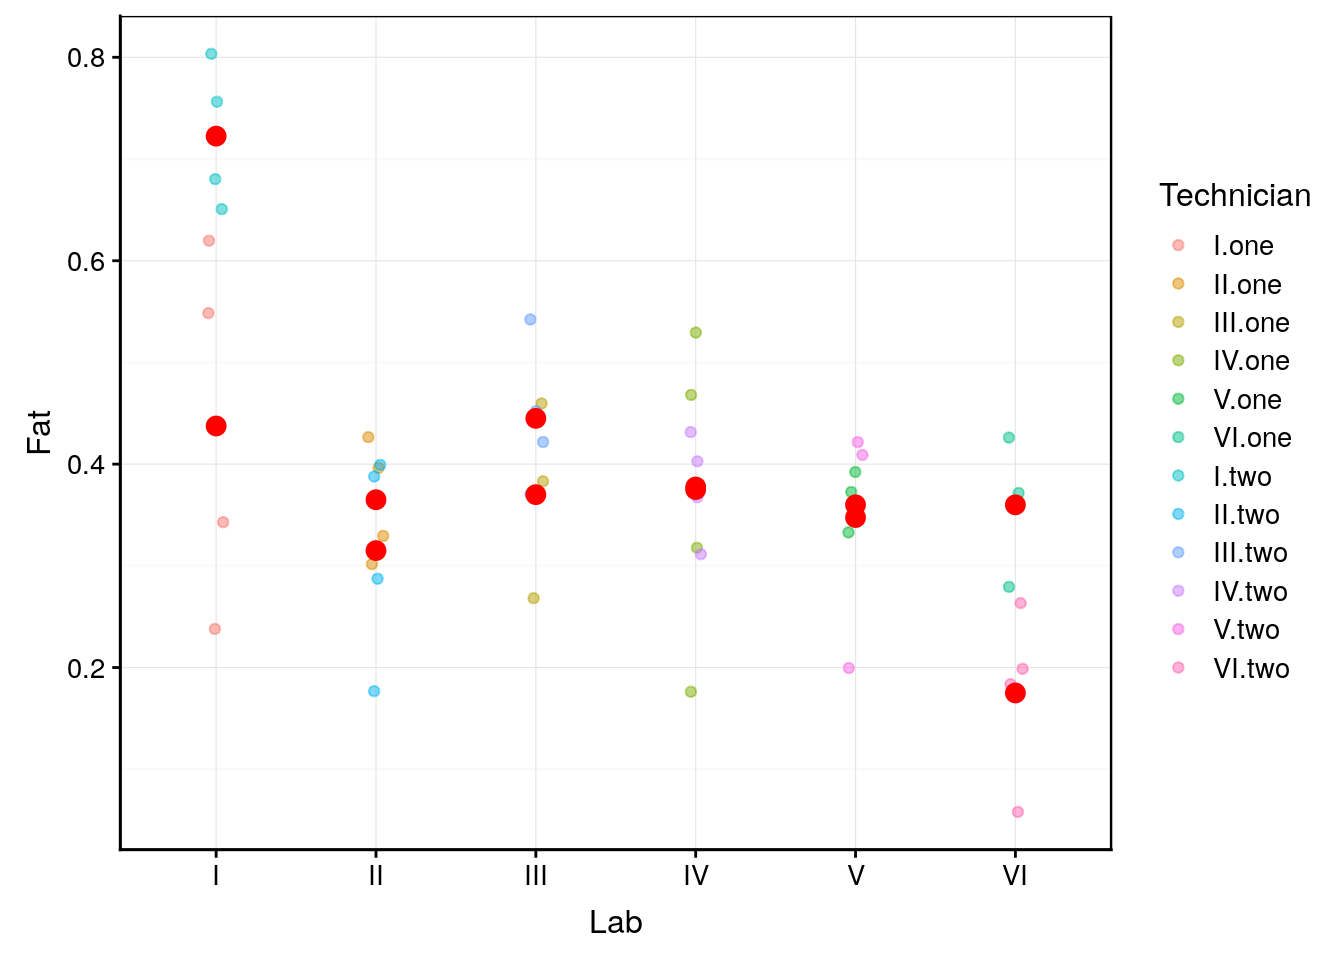 0.8
0.6
0.4
0.2
Fat
I
II
III
IV
V
VI
Lab
Technician
I.one
II.one
III.one
IV.one
V.one
VI.one
I.two
II.two
III.two
IV.two
V.two
VI.two